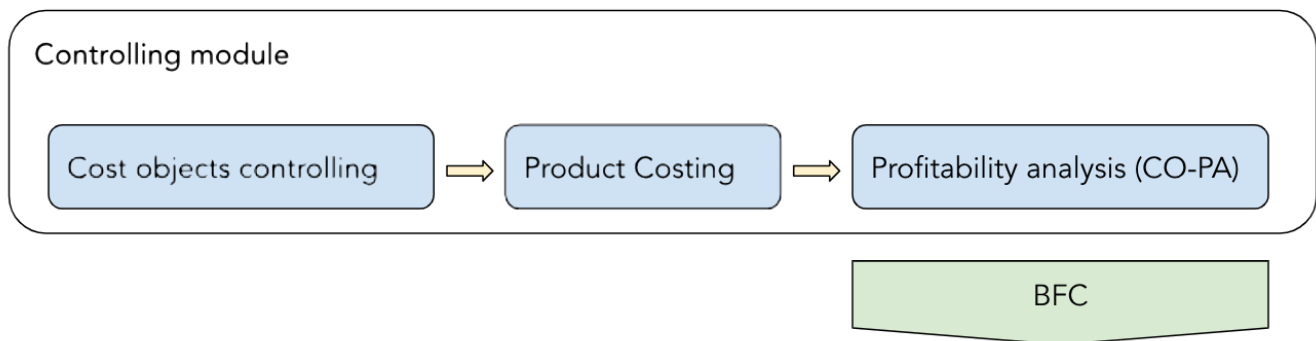 Controlling module
Cost objects controlling
Product Costing
Profitability analysis (CO-PA)
BFC